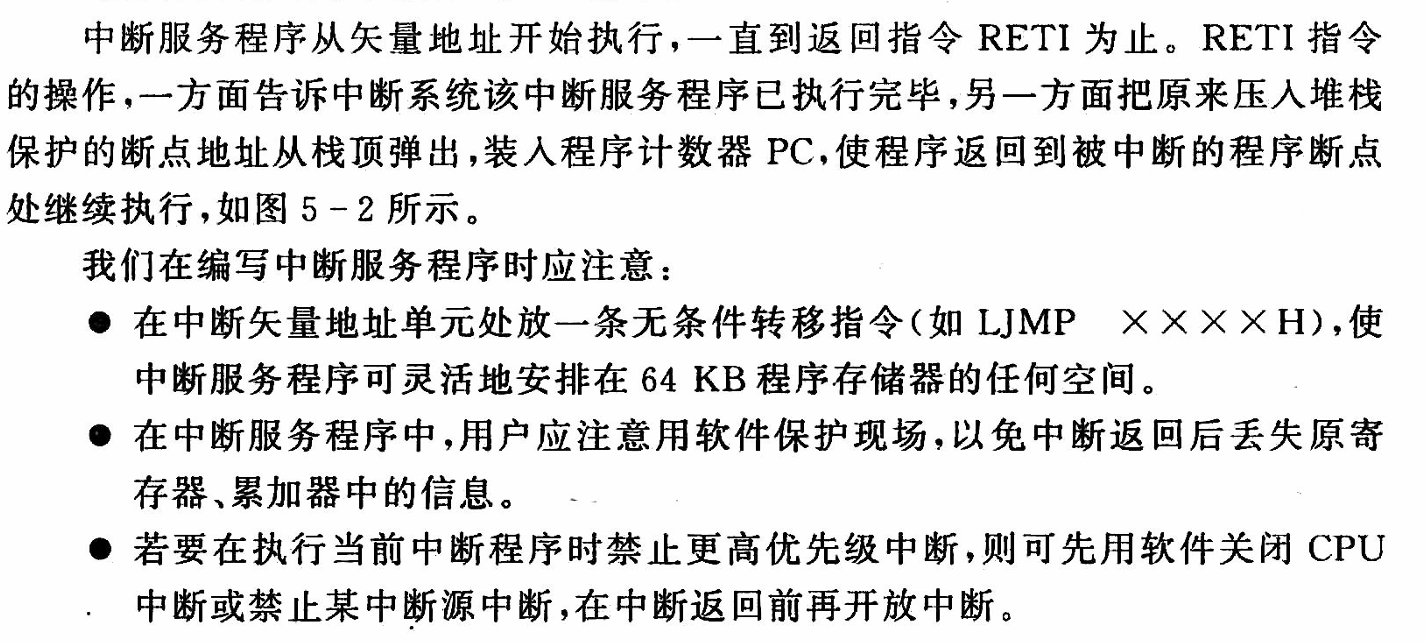 中断服务程序从矢量地址开始执行,一直到返回指令 RETI 为止。RETI 指令
的操作,一方面告诉中断系统该中断服务程序已执行完毕,另一方面把原来压入堆栈
保护的断点地址从栈顶弹出,装入程序计数器 PC,使程序返回到被中断的程序断点
处继续执行,如图 5-2 所示。
我们在编写中断服务程序时应注意:
● 在中断矢量地址单元处放一条无条件转移指令(如 LJMP ××××H),使
中断服务程序可灵活地安排在 64 KB 程序存储器的任何空间。
● 在中断服务程序中,用户应注意用软件保护现场,以免中断返回后丢失原寄
存器、累加器中的信息。
● 若要在执行当前中断程序时禁止更高优先级中断,则可先用软件关闭 CPU
中断或禁止某中断源中断,在中断返回前再开放中断。